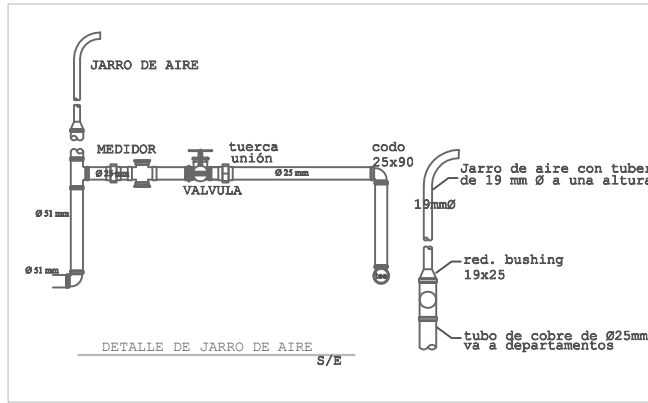 JARRO DE AIRE
MEDIDOR
tuerca
unión
codo
25x90
Ø 25 mm
Ø 25 mm
VALVULA
Ø 51 mm
Ø 51 mm
Jarro de aire con tuber
de 19 mm Ø a una altura
19mmØ
red. bushing
19x25
tubo de cobre de Ø25mm
va a departamentos
DETALLE DE JARRO DE AIRE
S/E